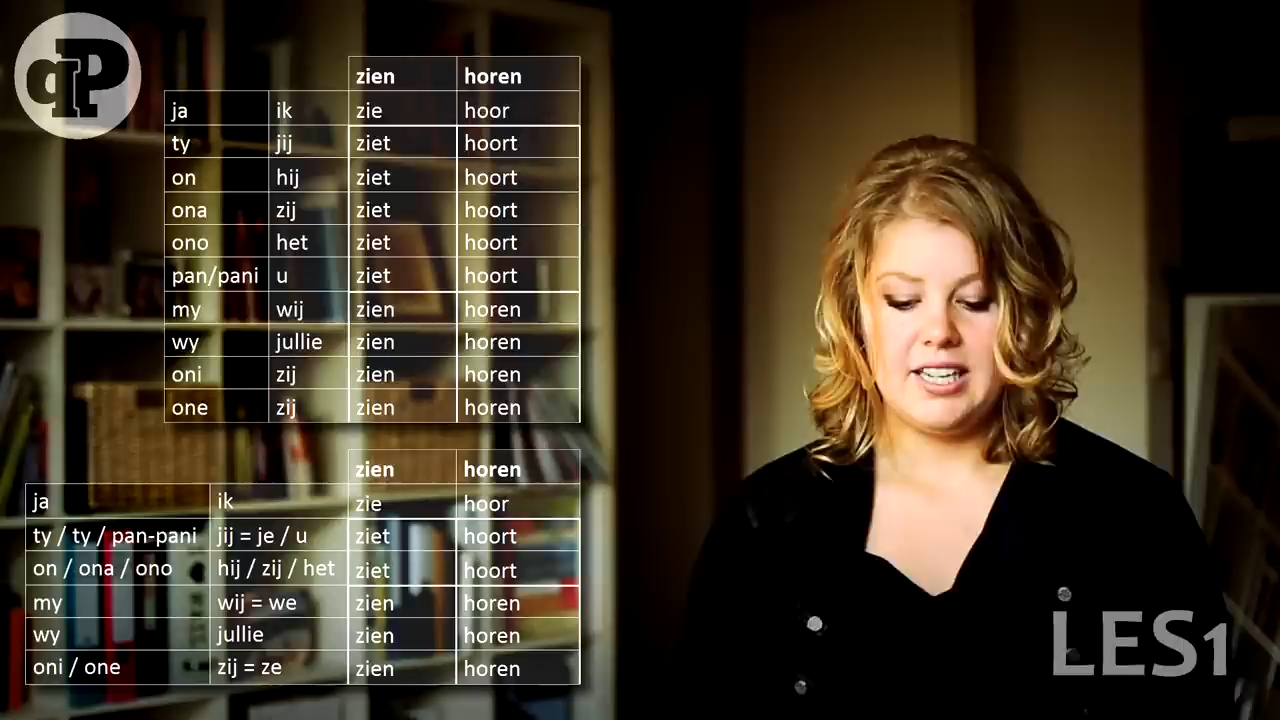 qP
zien horen
ja ik zie hoor
ty jij ziet hoort
on hij ziet hoort
ona zij ziet hoort
ono het ziet hoort
pan/pani u ziet hoort
my wij zien horen
wy jullie zien horen
oni zij zien horen
one zij zien horen
zien horen
ja ik zie hoor
ty / ty / pan-pani jij = je / u ziet hoort
on / ona / ono hij / zij / het ziet hoort
my wij = we zien horen
wy jullie zien horen
oni / one zij = ze zien horen
LES1